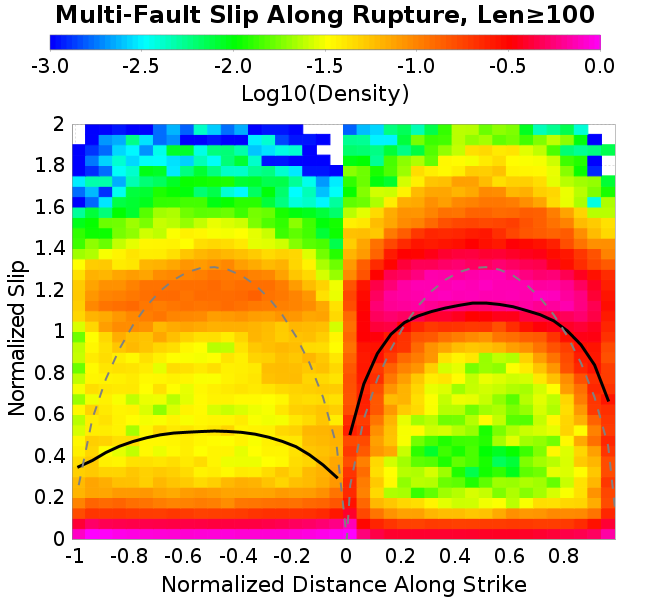 Multi-Fault Slip Along Rupture, Len≥100
-3.0 -2.5 -2.0 -1.5 -1.0 -0.5 0.0
Log10(Density)
2
1.8
1.6
1.4
1.2
1
0.8
0.6
0.4
0.2
0
Normalized Slip
-1 -0.8 -0.6 -0.4 -0.2 0 0.2 0.4 0.6 0.8
Normalized Distance Along Strike